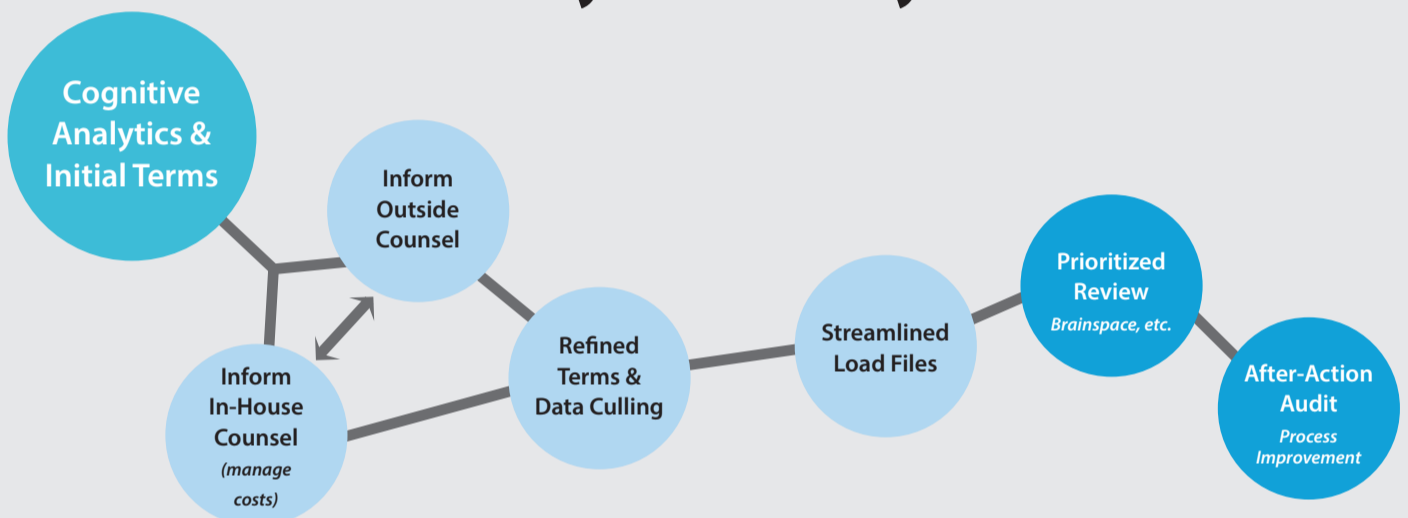 Cognitive
Analytics &
Initial Terms
Inform
Outside
Counsel
Inform
In-House
Counsel
(manage
costs)
Refined
Terms &
Data Culling
Streamlined
Load Files
Prioritized
Review
Brainspace, etc.
After-Action
Audit
Process
Improvement